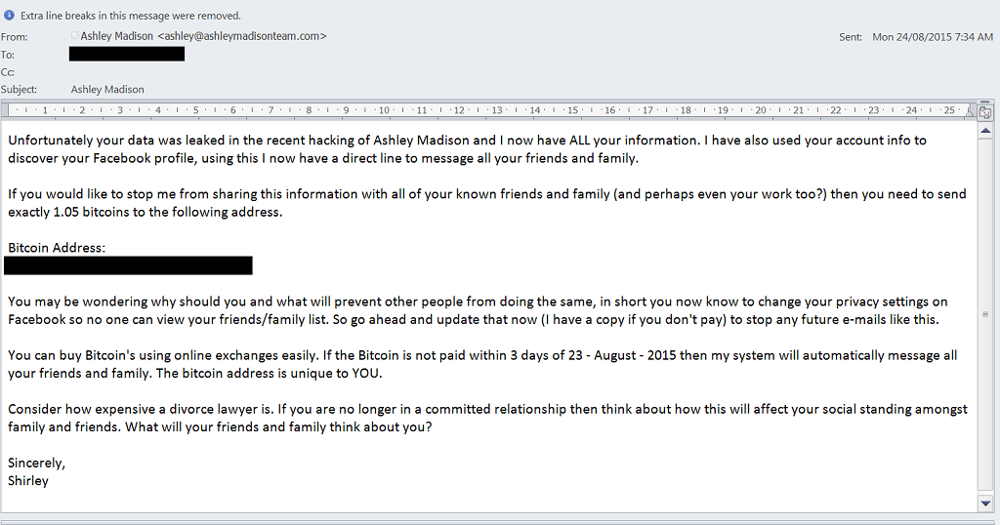 Extra line breaks in this message were removed.
From: Ashley Madison <ashley@ashleymadisonteam.com> Sent: Mon 24/08/2015 7:34 AM
To:
Cc:
Subject: Ashley Madison
1 2 3 4 5 6 7 8 9 10 11 12 13 14 15 16 17 18 19 20 21 22 23 24 25
Unfortunately your data was leaked in the recent hacking of Ashley Madison and I now have ALL your information. I have also used your account info to
discover your Facebook profile, using this I now have a direct line to message all your friends and family.
If you would like to stop me from sharing this information with all of your known friends and family (and perhaps even your work too?) then you need to send
exactly 1.05 bitcoins to the following address.
Bitcoin Address:
You may be wondering why should you and what will prevent other people from doing the same, in short you now know to change your privacy settings on
Facebook so no one can view your friends/family list. So go ahead and update that now (I have a copy if you don't pay) to stop any future e-mails like this.
You can buy Bitcoin's using online exchanges easily. If the Bitcoin is not paid within 3 days of 23 - August - 2015 then my system will automatically message all
your friends and family. The bitcoin address is unique to YOU.
Consider how expensive a divorce lawyer is. If you are no longer in a committed relationship then think about how this will affect your social standing amongst
family and friends. What will your friends and family think about you?
Sincerely,
Shirley